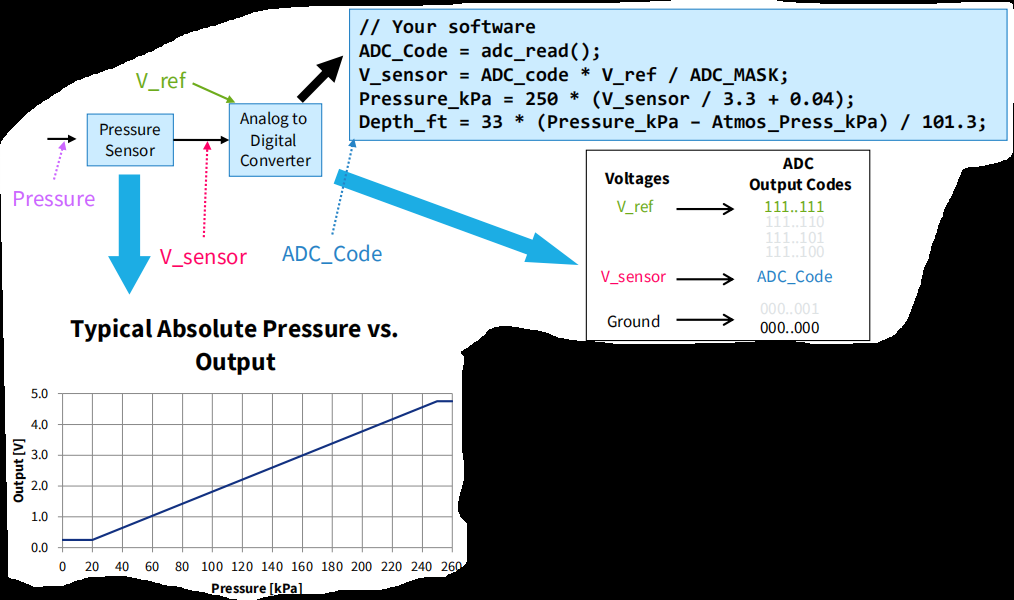 // Your software
ADC_Code = adc_read();
V_sensor = ADC_code * V_ref / ADC_MASK;
Pressure_kPa = 250 * (V_sensor / 3.3 + 0.04);
Depth_ft = 33 * (Pressure_kPa – Atmos_Press_kPa) / 101.3;
V_ref
Pressure
Sensor
Analog to
Digital
Converter
Pressure
V_sensor
ADC_Code
Voltages
ADC
Output Codes
V_ref
111..111
111..110
111..101
111..100
V_sensor
ADC_Code
000..001
Ground
000..000
Typical Absolute Pressure vs.
Output
Output [V]
5.0
4.0
3.0
2.0
1.0
0.0
0 20 40 60 80 100 120 140 160 180 200 220 240 260
Pressure [kPa]